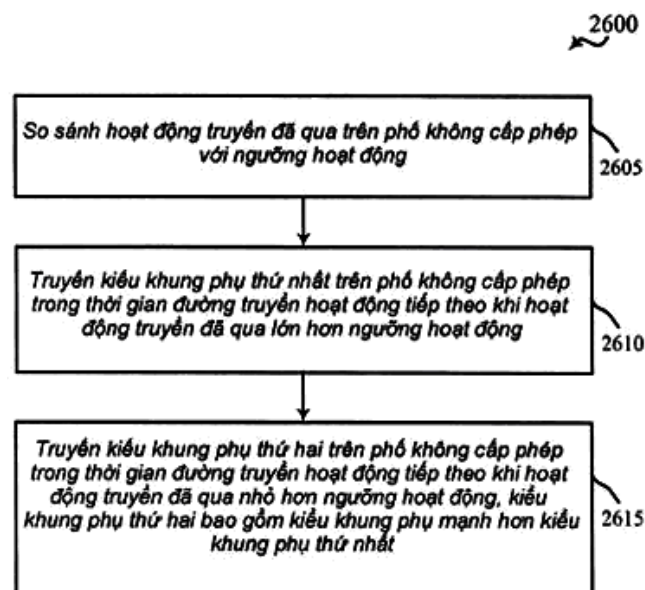 2600
So sánh hoạt động truyền đã qua trên phổ không cấp phép
với ngưỡng hoạt động
2605
Truyền kiểu khung phụ thứ nhất trên phổ không cấp phép
trong thời gian đường truyền hoạt động tiếp theo khi hoạt
động truyền đã qua lớn hơn ngưỡng hoạt động
2610
Truyền kiểu khung phụ thứ hai trên phổ không cấp phép
trong thời gian đường truyền hoạt động tiếp theo khi hoạt
động truyền đã qua nhỏ hơn ngưỡng hoạt động, kiểu
khung phụ thứ hai bao gồm kiểu khung phụ mạnh hơn kiểu
khung phụ thứ nhất
2615